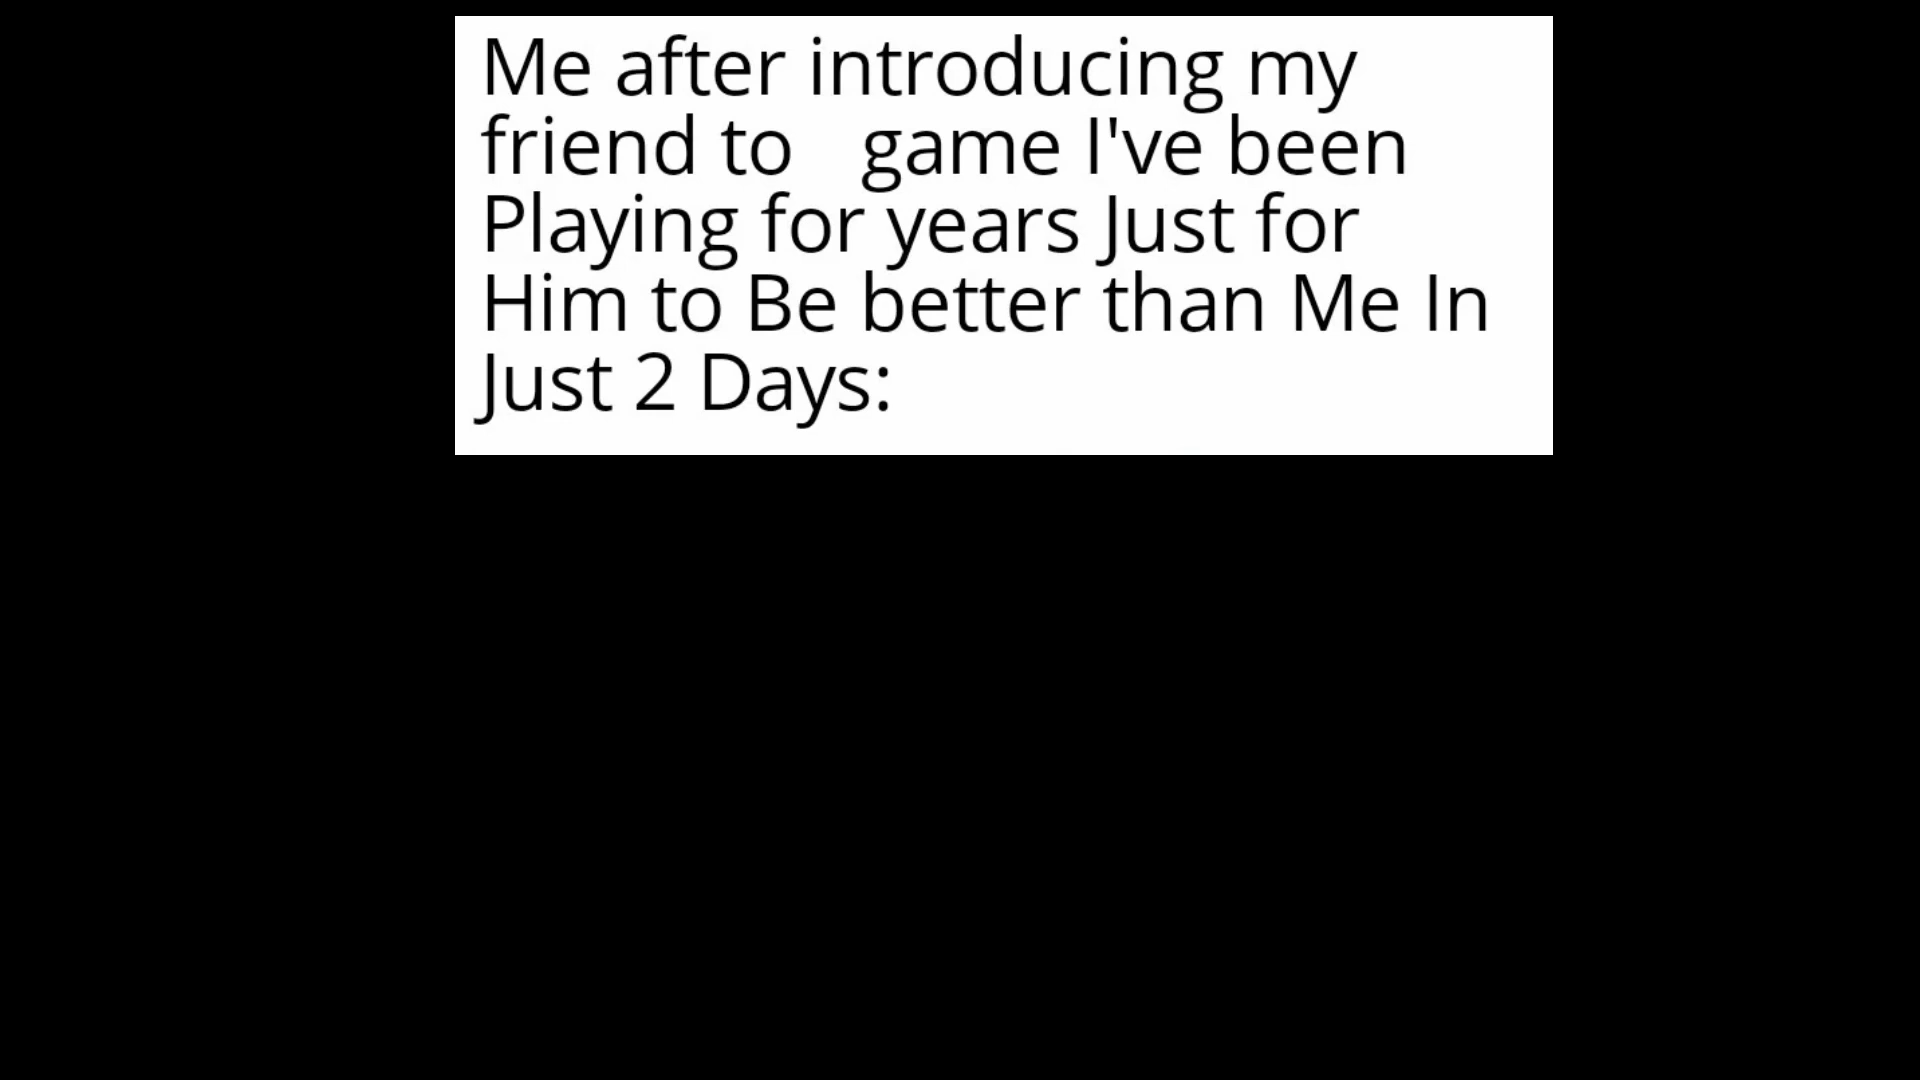 Me after introducing my
friend to   game I've been
Playing for years Just for
Him to Be better than Me In
Just 2 Days: